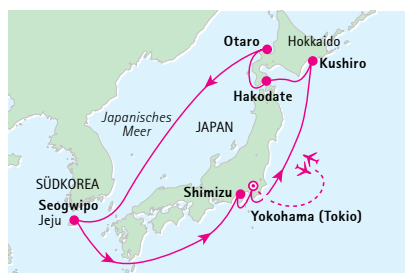 Otaro
Hokkaido
Kushiro
Hakodate
Japanisches
Meer
JAPAN
SÜDKOREA
Seogwipo
Jeju
Shimizu
Yokohama (Tokio)